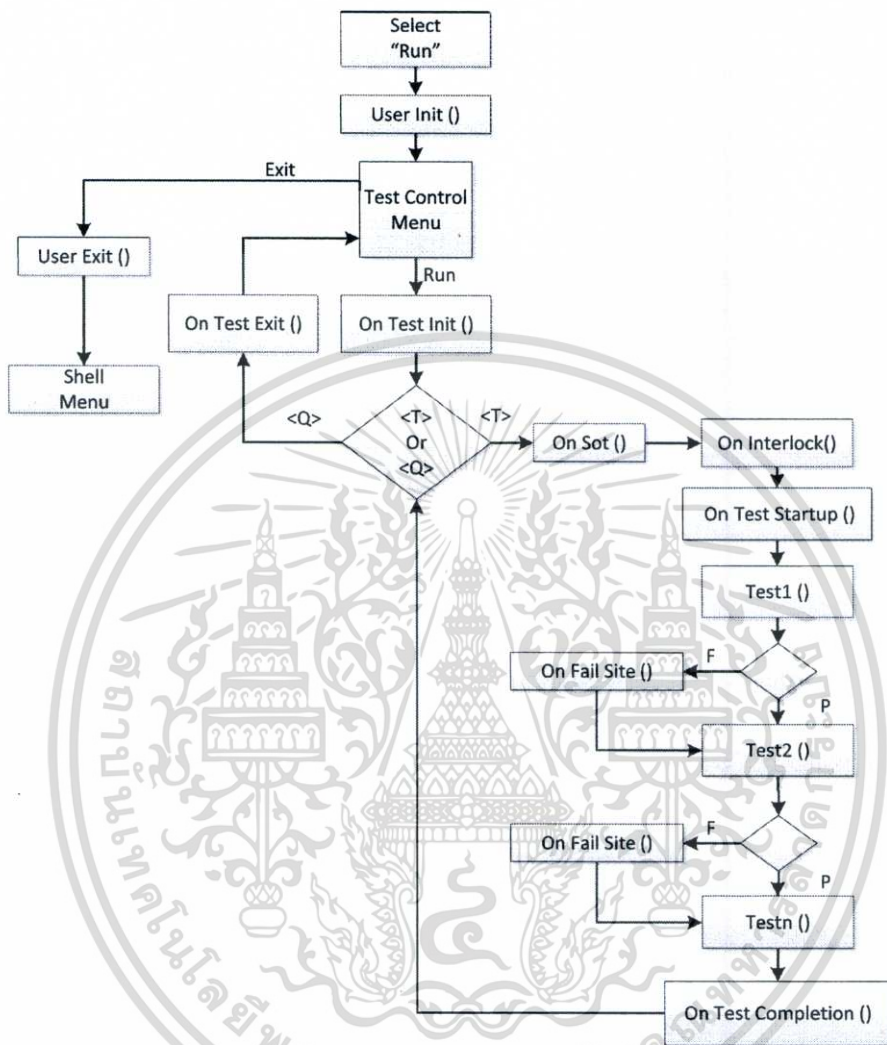 Select
“Run”
User Init ()
Exit
Test Control
Menu
User Exit ()
Run
On Test Exit ()
On Test Init ()
Shell
Menu
<Q>
<T>
Or
<Q>
<T>
On Sot ()
On Interlock()
On Test Startup ()
Test1 ()
On Fail Site ()
F
P
Test2 ()
On Fail Site ()
F
P
Testn ()
On Test Completion ()